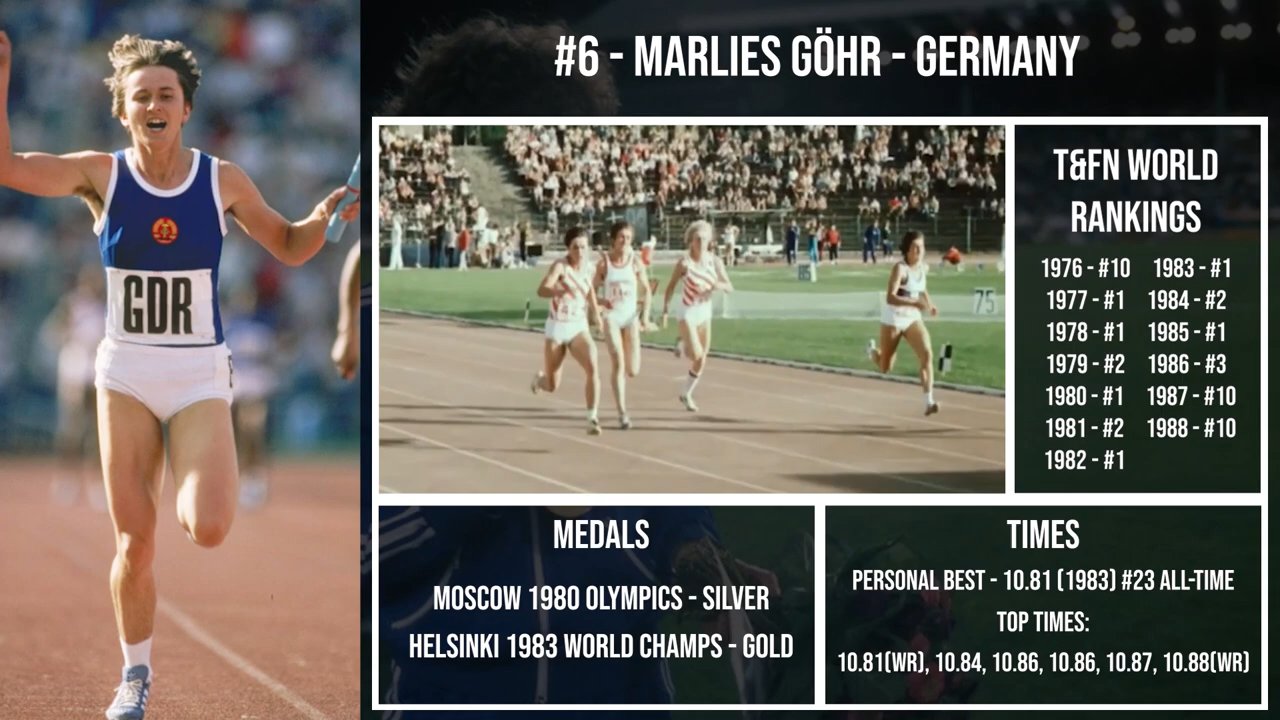 #6 - MARLIES GÖHR - GERMANY
GDR
75
T&FN WORLD
RANKINGS
1976 - #10 1983 - #1
1977 - #1 1984 - #2
1978 - #1 1985 - #1
1979 - #2 1986 - #3
1980 - #1 1987 - #10
1981 - #2 1988 - #10
1982 - #1
MEDALS
MOSCOW 1980 OLYMPICS - SILVER
HELSINKI 1983 WORLD CHAMPS - GOLD
TIMES
PERSONAL BEST - 10.81 (1983) #23 ALL-TIME
TOP TIMES:
10.81(WR), 10.84, 10.86, 10.86, 10.87, 10.88(WR)